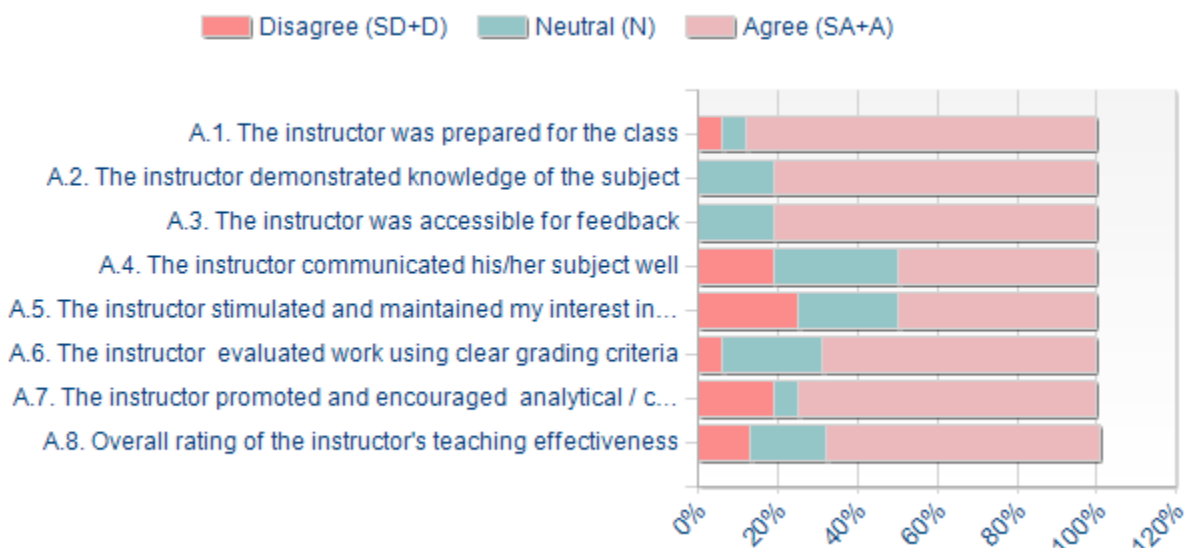 Disagree (SD+D) Neutral (N) Agree (SA+A)
A.1. The instructor was prepared for the class
A.2. The instructor demonstrated knowledge of the subject
A.3. The instructor was accessible for feedback
A.4. The instructor communicated his/her subject well
A.5. The instructor stimulated and maintained my interest in...
A.6. The instructor  evaluated work using clear grading criteria
A.7. The instructor promoted and encouraged  analytical / c...
A.8. Overall rating of the instructor's teaching effectiveness
0% 20% 40% 60% 80% 100% 120%